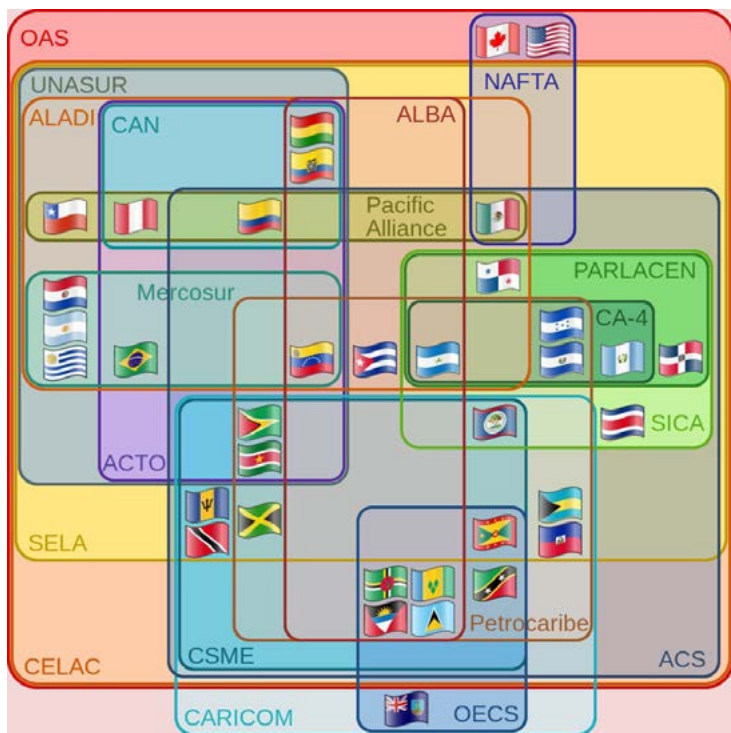 OAS
UNASUR
NAFTA
ALADI
CAN
ALBA
Pacific
Alliance
PARLACEN
Mercosur
CA-4
SICA
ACTO
SELA
Petrocaribe
CSME
ACS
CELAC
CARICOM
OECS